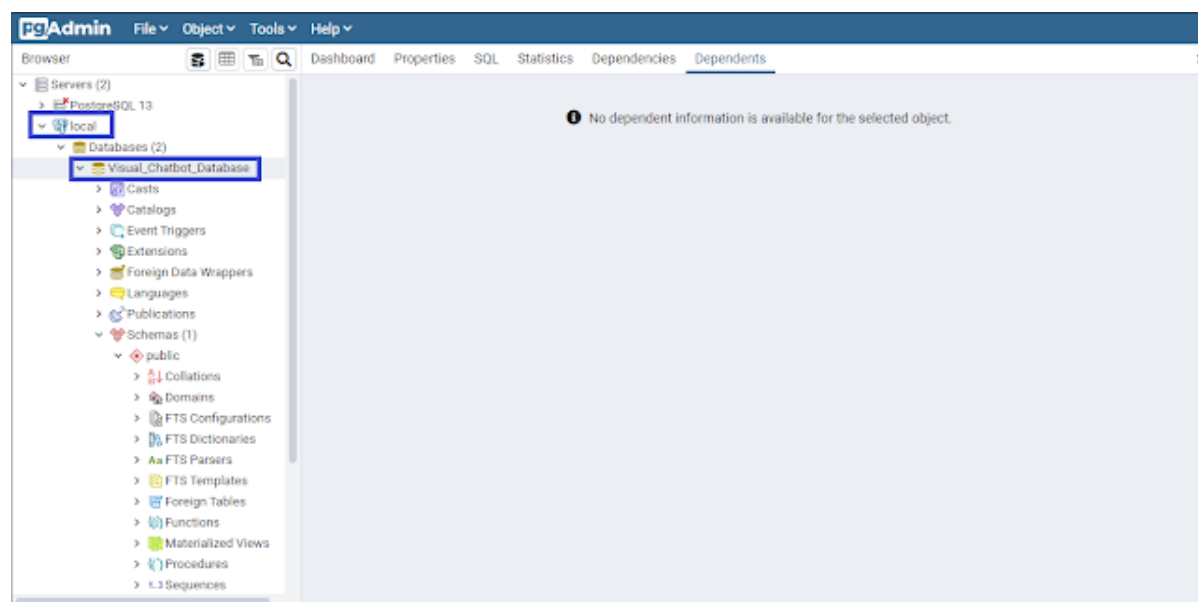 pgAdmin File Object Tools Help
Browser Dashboard Properties SQL Statistics Dependencies Dependents
Servers (2)
PostgreSQL 13
local
Databases (2)
Visual_Chatbot_Database
Casts
Catalogs
Event Triggers
Extensions
Foreign Data Wrappers
Languages
Publications
Schemas (1)
public
Collations
Domains
FTS Configurations
FTS Dictionaries
Aa FTS Parsers
FTS Templates
Foreign Tables
Functions
Materialized Views
Procedures
1..3 Sequences
No dependent information is available for the selected object.